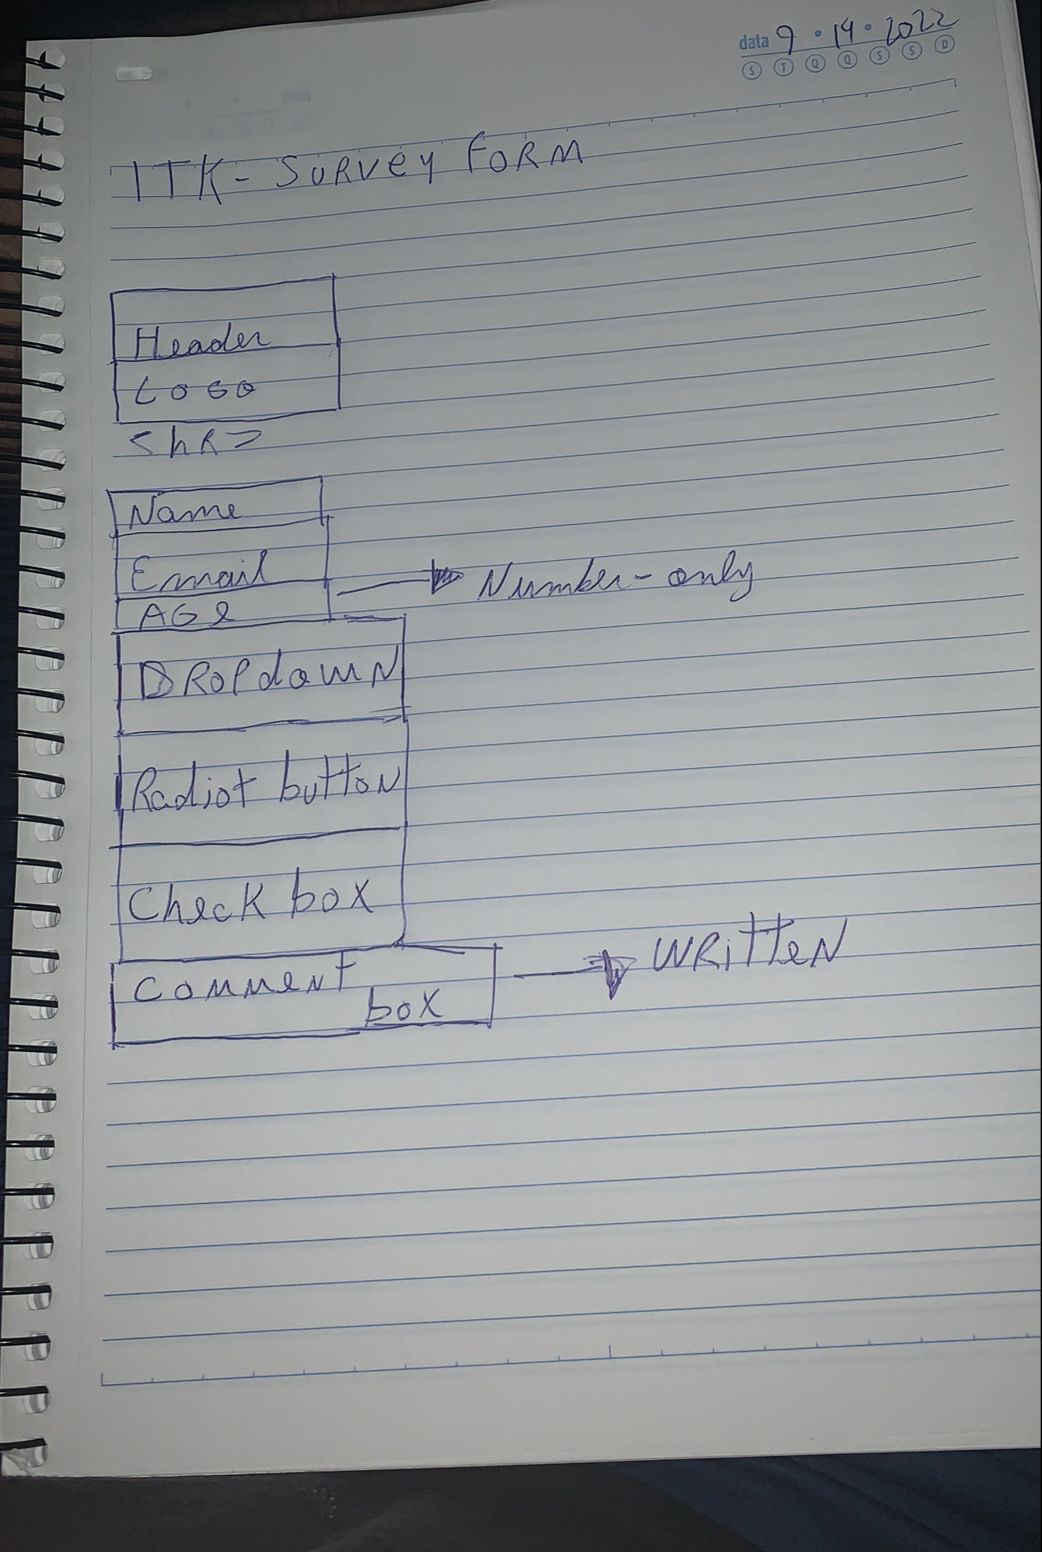 data 9 · 14 · 2022
S T Q Q S S D
ITK - SURVEY FORM
Header
LOGO
<hR>
Name
Email
AGE
Number-only
DROPdowN
Radiot button
Check box
COMMENT
box
WRITTEN